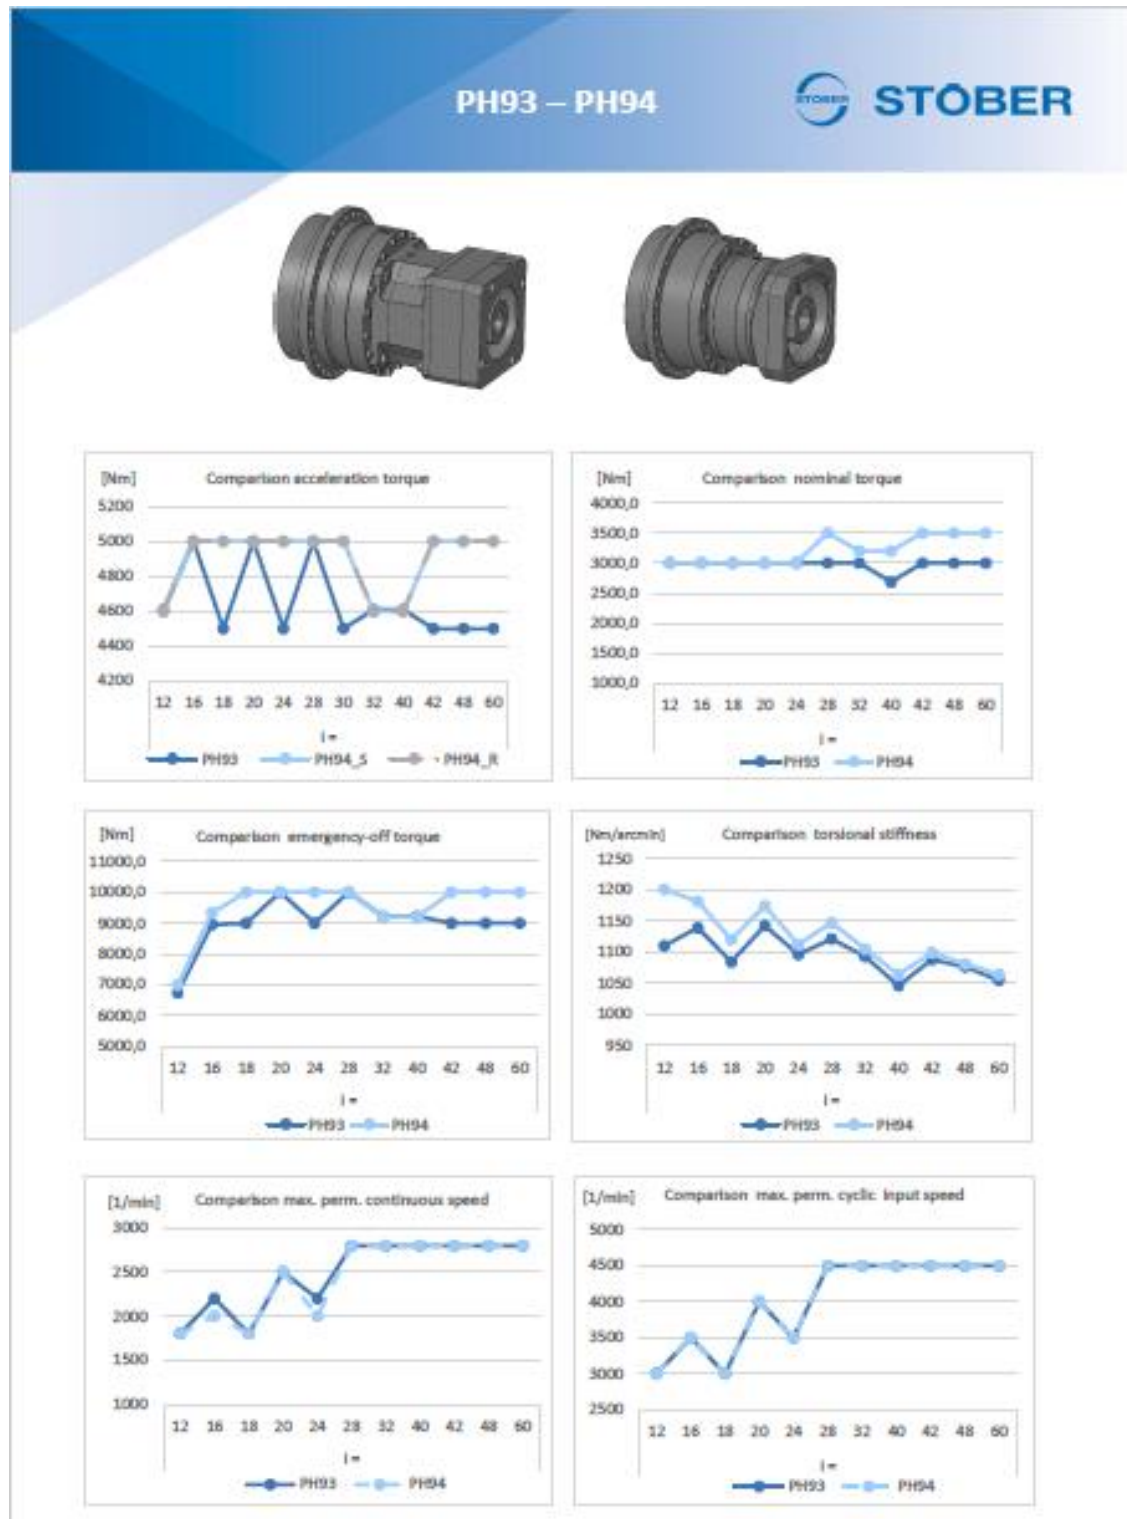 PH93 – PH94
STÖBER
STÖBER
[Nm] Comparison acceleration torque
5200
5000
4800
4600
4400
4200
12 16 18 20 24 28 30 32 40 42 48 60
i =
PH93 PH94_S PH94_R
[Nm] Comparison nominal torque
4000,0
3500,0
3000,0
2500,0
2000,0
1500,0
1000,0
12 16 18 20 24 28 32 40 42 48 60
i =
PH93 PH94
[Nm] Comparison emergency-off torque
11000,0
10000,0
9000,0
8000,0
7000,0
6000,0
5000,0
12 16 18 20 24 28 32 40 42 48 60
i =
PH93 PH94
[Nm/arcmin] Comparison torsional stiffness
1250
1200
1150
1100
1050
1000
950
12 16 18 20 24 28 32 40 42 48 60
i =
PH93 PH94
[1/min] Comparison max. perm. continuous speed
3000
2500
2000
1500
1000
12 16 18 20 24 28 32 40 42 48 60
i =
PH93 PH94
[1/min] Comparison max. perm. cyclic input speed
5000
4500
4000
3500
3000
2500
12 16 18 20 24 28 32 40 42 48 60
i =
PH93 PH94